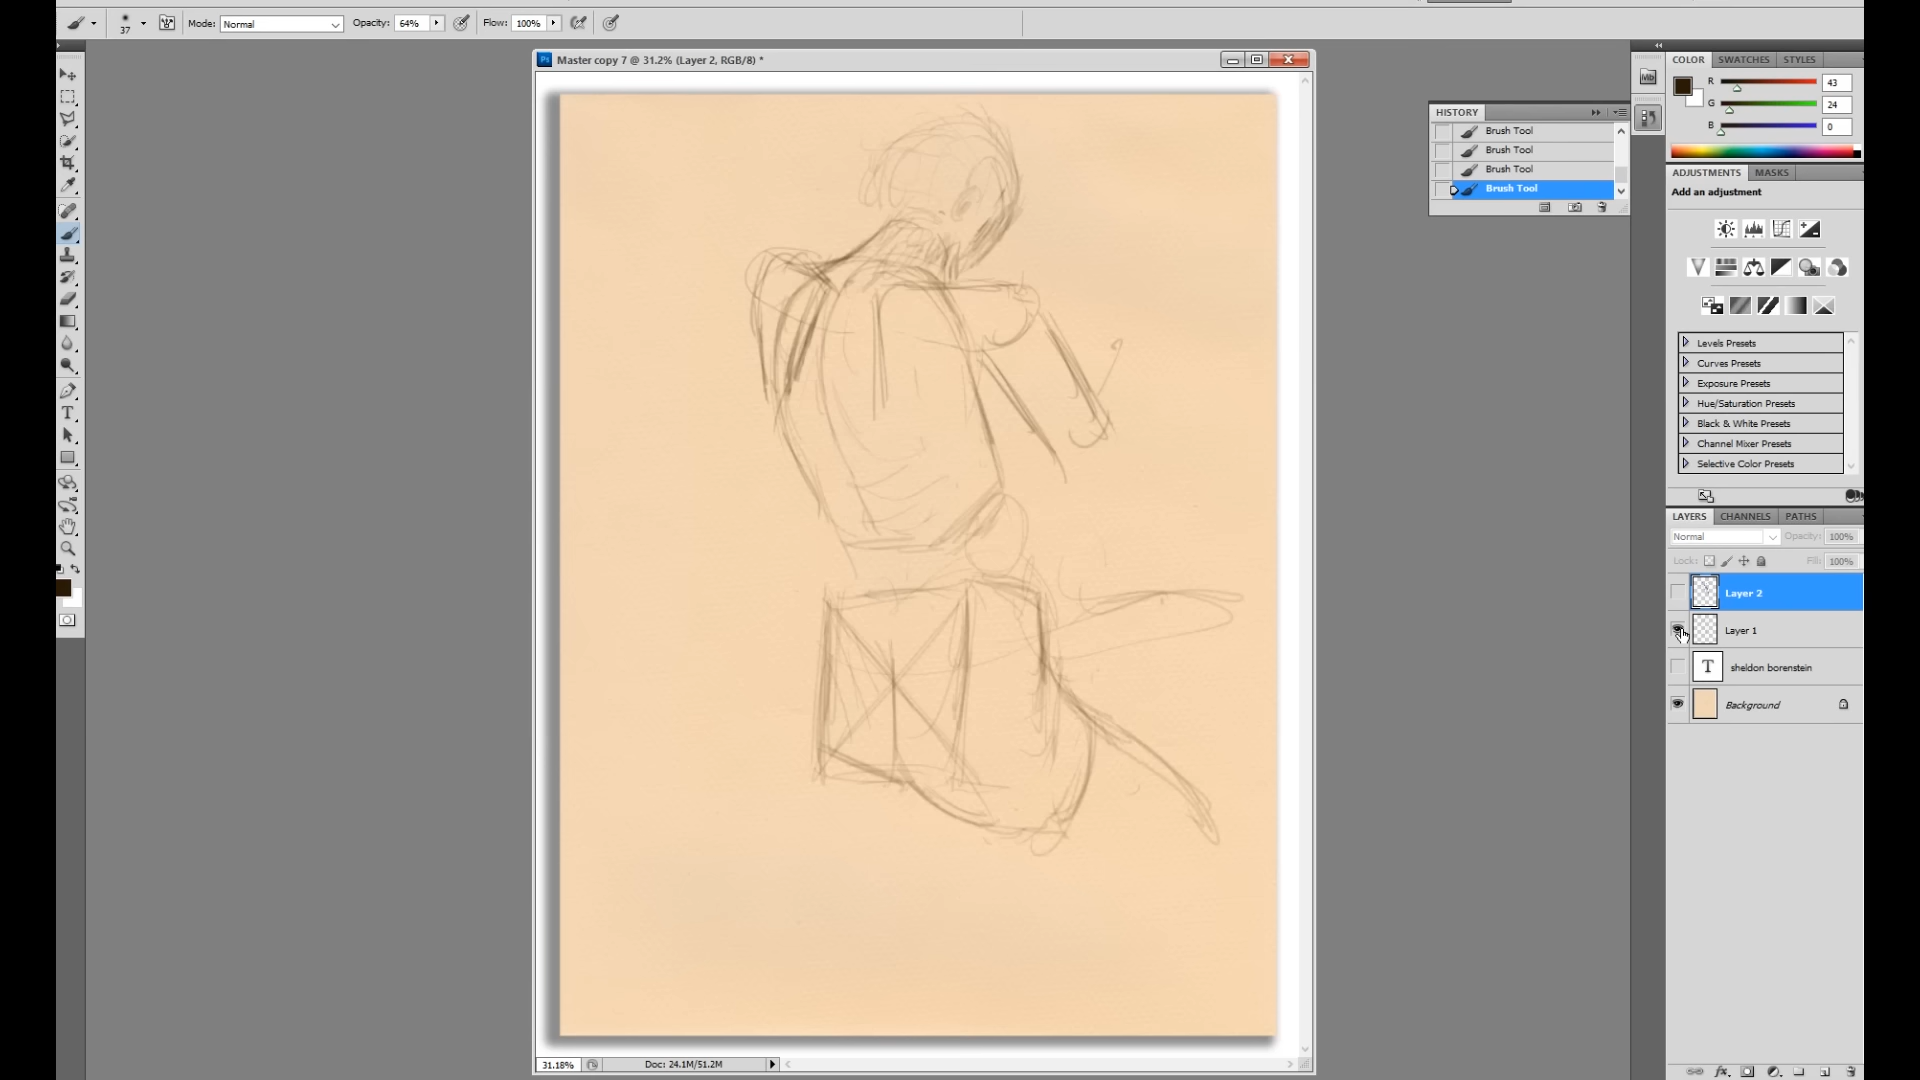 37 Mode: Normal Opacity: 64% Flow: 100%
Ps Master copy 7 @ 31.2% (Layer 2, RGB/8) *
HISTORY
Brush Tool
Brush Tool
Brush Tool
Brush Tool
Mb
COLOR SWATCHES STYLES
R 43
G 24
B 0
ADJUSTMENTS MASKS
Add an adjustment
Levels Presets
Curves Presets
Exposure Presets
Hue/Saturation Presets
Black & White Presets
Channel Mixer Presets
Selective Color Presets
LAYERS CHANNELS PATHS
Normal Opacity: 100%
Lock: Fill: 100%
Layer 2
Layer 1
T sheldon borenstein
Background
31.18% Doc: 24.1M/51.2M